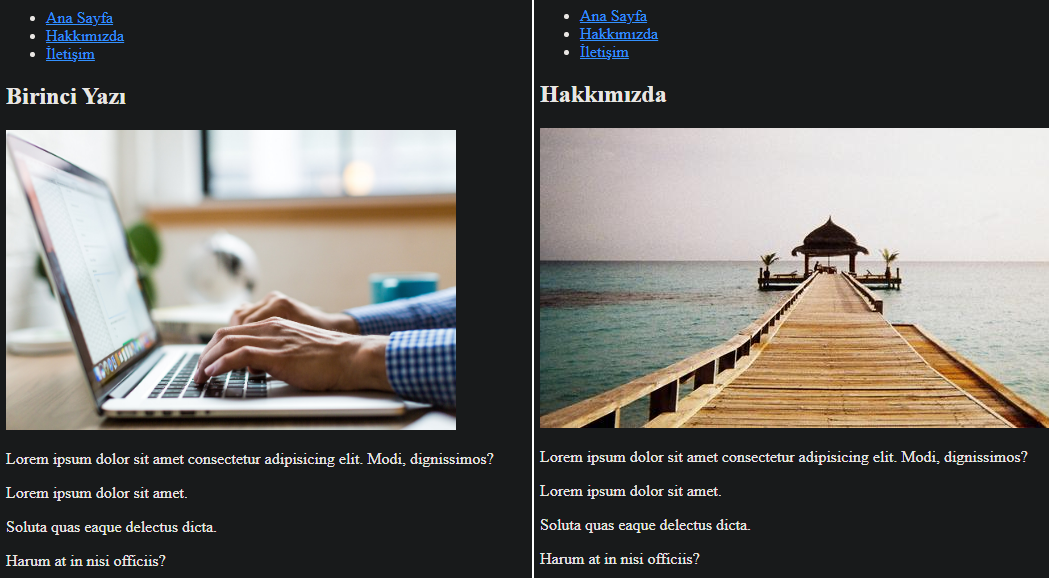 Ana Sayfa
Hakkımızda
İletişim
Birinci Yazı
Lorem ipsum dolor sit amet consectetur adipisicing elit. Modi, dignissimos?
Lorem ipsum dolor sit amet.
Soluta quas eaque delectus dicta.
Harum at in nisi officiis?
Ana Sayfa
Hakkımızda
İletişim
Hakkımızda
Lorem ipsum dolor sit amet consectetur adipisicing elit. Modi, dignissimos?
Lorem ipsum dolor sit amet.
Soluta quas eaque delectus dicta.
Harum at in nisi officiis?